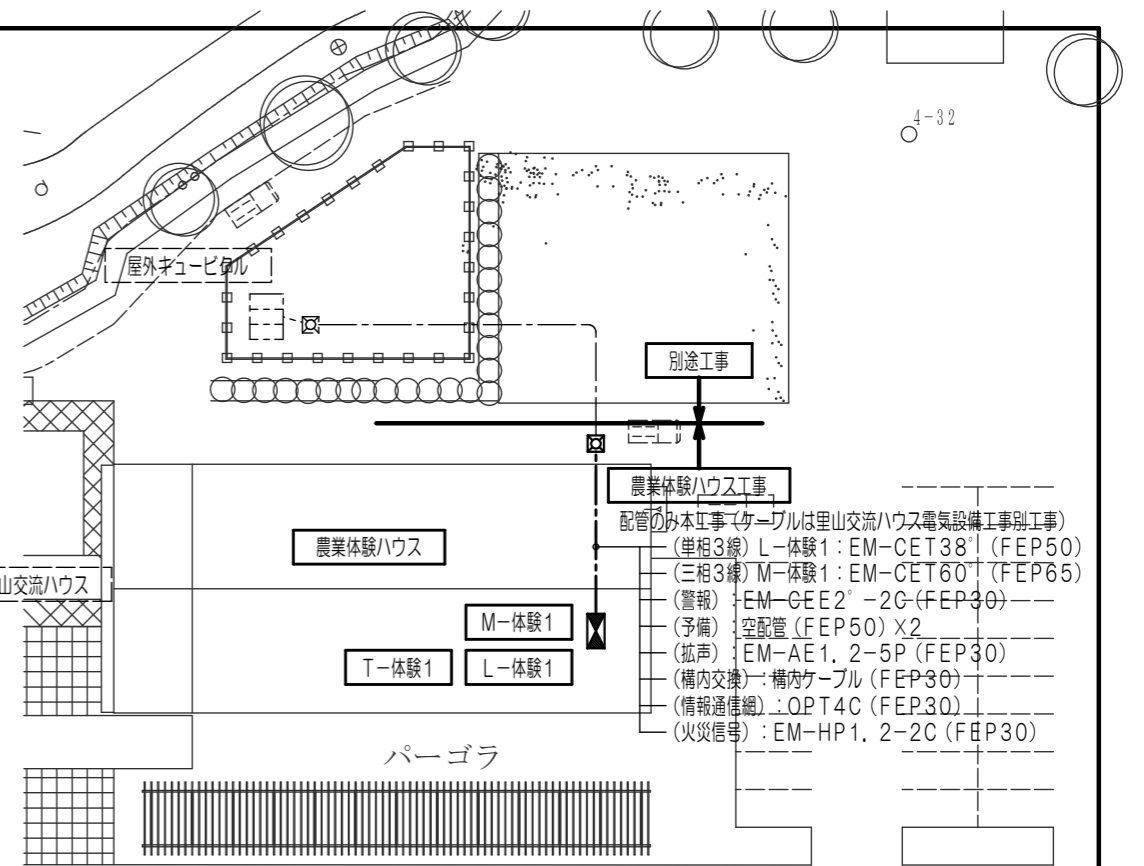 4-32
屋外キュービクル
別途工事
農業体験ハウス工事
配管のみ本工事(ケーブルは里山交流ハウス電気設備工事別工事)
農業体験ハウス
(単相3線)L-体験1:EM-CET38°(FEP50)
(三相3線)M-体験1:EM-CET60°(FEP65)
山交流ハウス
(警報):EM-CEE2°-2C(FEP30)
M-体験1
(予備):空配管(FEP50)X2
(拡声):EM-AE1.2-5P(FEP30)
T-体験1
L-体験1
(構内交換):構内ケーブル(FEP30)
(情報通信網):OPT4C(FEP30)
(火災信号):EM-HP1.2-2C(FEP30)
パーゴラ